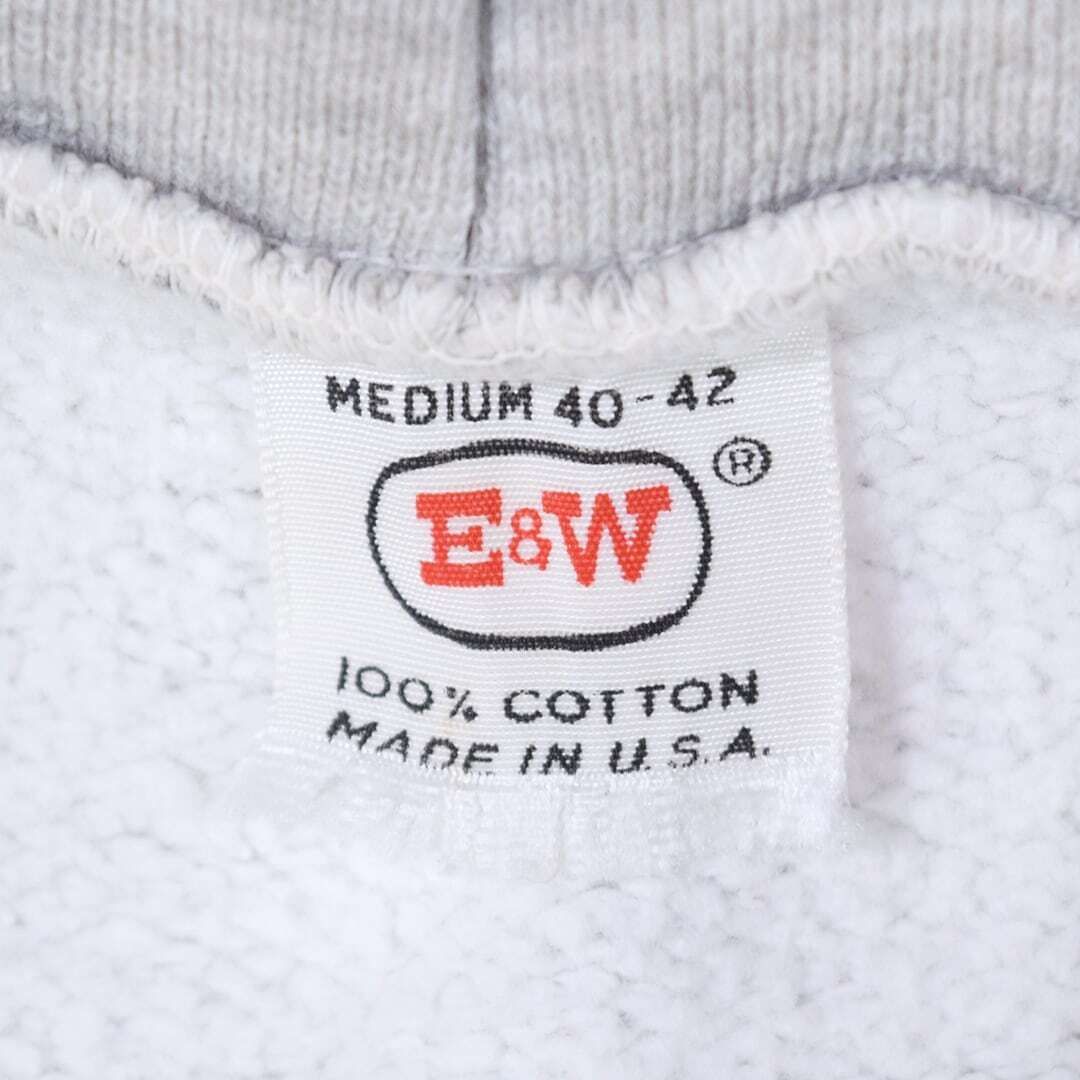 MEDIUM 40-42
E&W ®
100% COTTON
MADE IN U.S.A.